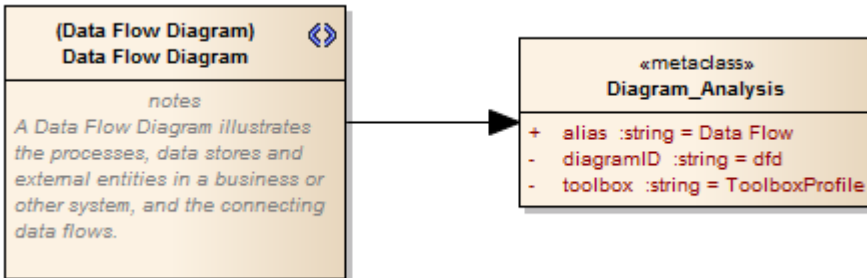 (Data Flow Diagram)
Data Flow Diagram
notes
A Data Flow Diagram illustrates
the processes, data stores and
external entities in a business or
other system, and the connecting
data flows.
«metaclass»
Diagram_Analysis
+ alias :string = Data Flow
- diagramID :string = dfd
- toolbox :string = ToolboxProfile